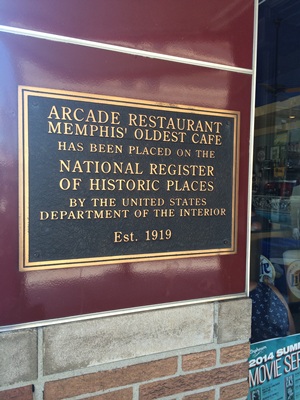 ARCADE RESTAURANT
MEMPHIS' OLDEST CAFE
HAS BEEN PLACED ON THE
NATIONAL REGISTER
OF HISTORIC PLACES
BY THE UNITED STATES
DEPARTMENT OF THE INTERIOR
Est. 1919
2014 SUMM
MOVIE SER